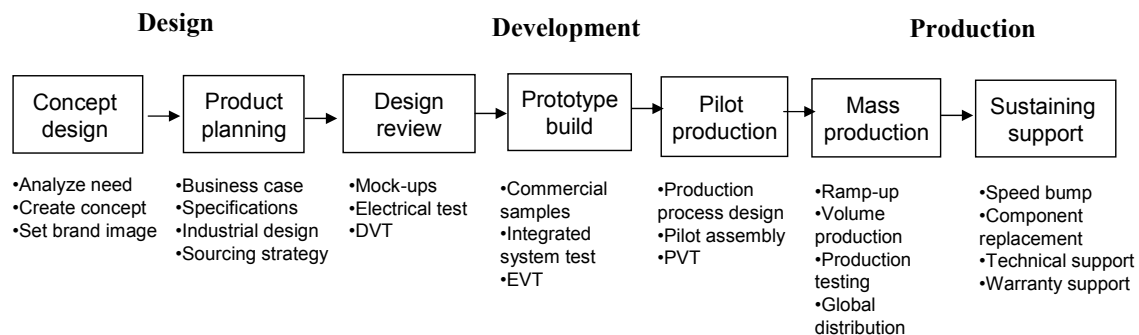 Design
Development
Production
Concept
design
Product
planning
Design
review
Prototype
build
Pilot
production
Mass
production
Sustaining
support
•Analyze need
•Create concept
•Set brand image
•Business case
•Specifications
•Industrial design
•Sourcing strategy
•Mock-ups
•Electrical test
•DVT
•Commercial
samples
•Integrated
system test
•EVT
•Production
process design
•Pilot assembly
•PVT
•Ramp-up
•Volume
production
•Production
testing
•Global
distribution
•Speed bump
•Component
replacement
•Technical support
•Warranty support